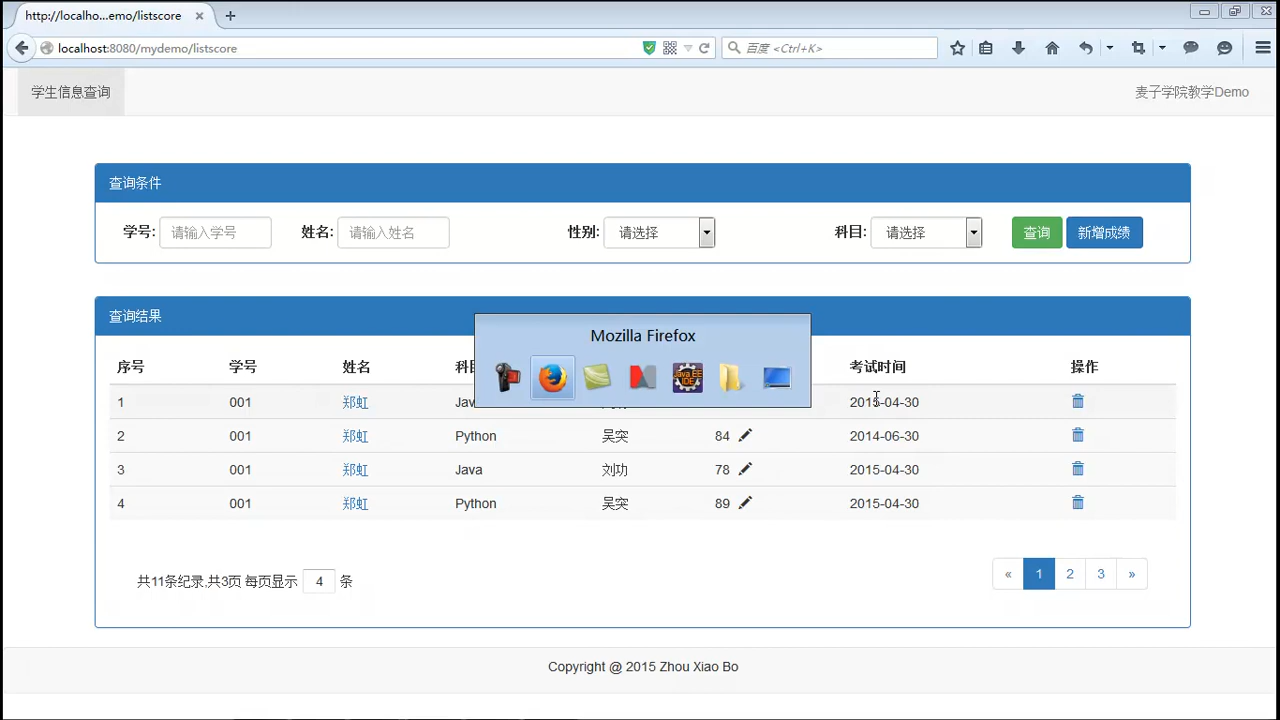 http://localho...emo/listscore
localhost:8080/mydemo/listscore
百度 <Ctrl+K>
学生信息查询
麦子学院教学Demo
查询条件
学号: 请输入学号 姓名: 请输入姓名 性别: 请选择 科目: 请选择 查询 新增成绩
查询结果
Mozilla Firefox
Java EE
IDE
序号 学号 姓名 考试时间 操作
1 001 郑虹 2015-04-30
2 001 郑虹 Python 吴突 84 2014-06-30
3 001 郑虹 Java 刘功 78 2015-04-30
4 001 郑虹 Python 吴突 89 2015-04-30
共11条纪录,共3页 每页显示 4 条
« 1 2 3 »
Copyright @ 2015 Zhou Xiao Bo